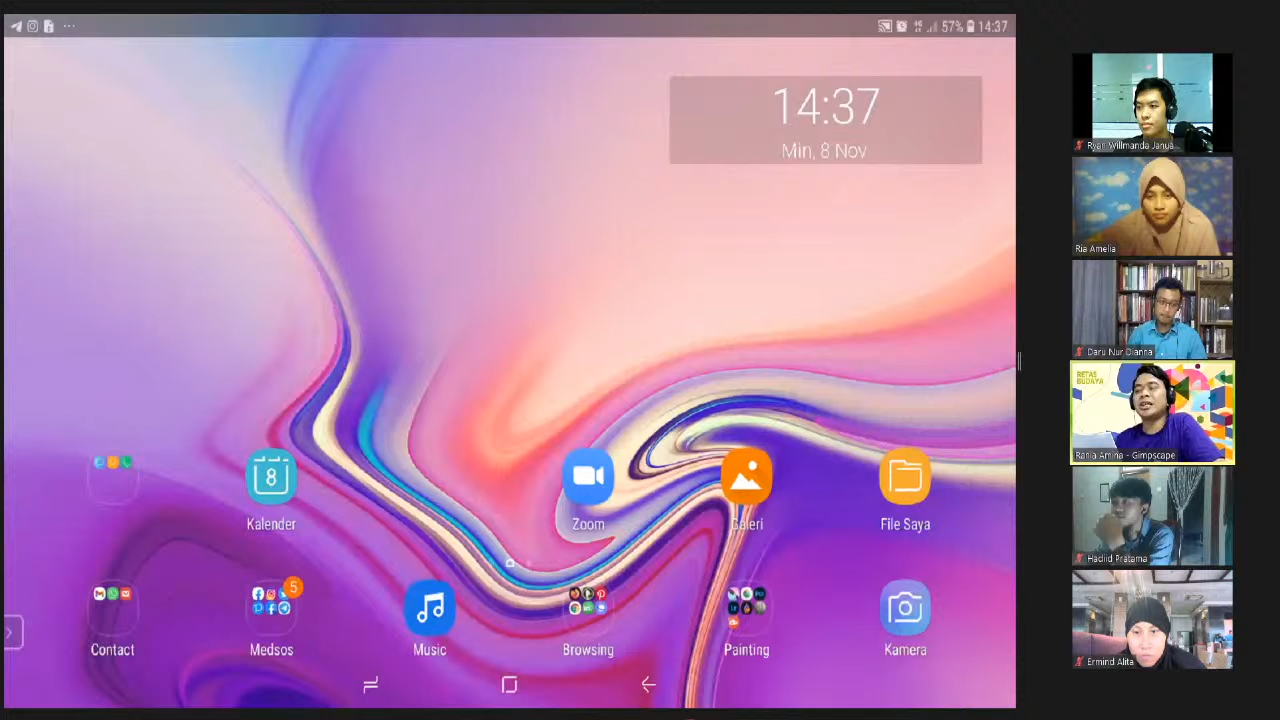 57% 14:37
14:37
Min, 8 Nov
8
Kalender
Zoom
Galeri
File Saya
5
Contact
Medsos
Music
Browsing
Painting
Kamera
Ryan Willmanda Janua...
Ria Amelia
Daru Nur Dianna
RETAS
BUDAYA
Rania Amina - Gimpscape
Hadiid Pratama
Ermind Alita